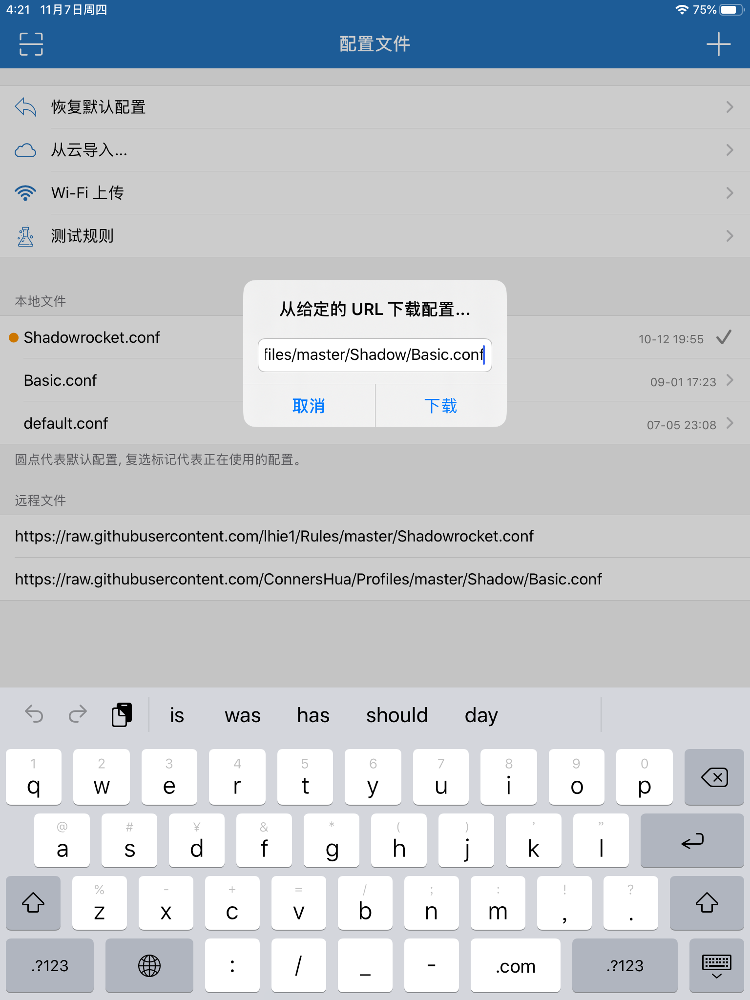 4:21 11月7日周四 75%
配置文件
恢复默认配置
从云导入...
Wi-Fi 上传
测试规则
本地文件
Shadowrocket.conf 10-12 19:55
Basic.conf 09-01 17:23
default.conf 07-05 23:08
从给定的 URL 下载配置...
files/master/Shadow/Basic.conf
取消 下载
圆点代表默认配置, 复选标记代表正在使用的配置。
远程文件
https://raw.githubusercontent.com/lhie1/Rules/master/Shadowrocket.conf
https://raw.githubusercontent.com/ConnersHua/Profiles/master/Shadow/Basic.conf
is was has should day
1 2 3 4 5 6 7 8 9 0
q w e r t y u i o p
@ # ¥ & * ( ) ’ ”
a s d f g h j k l
% - + = / ; : ! ?
z x c v b n m , .
.?123 : / _ - .com .?123